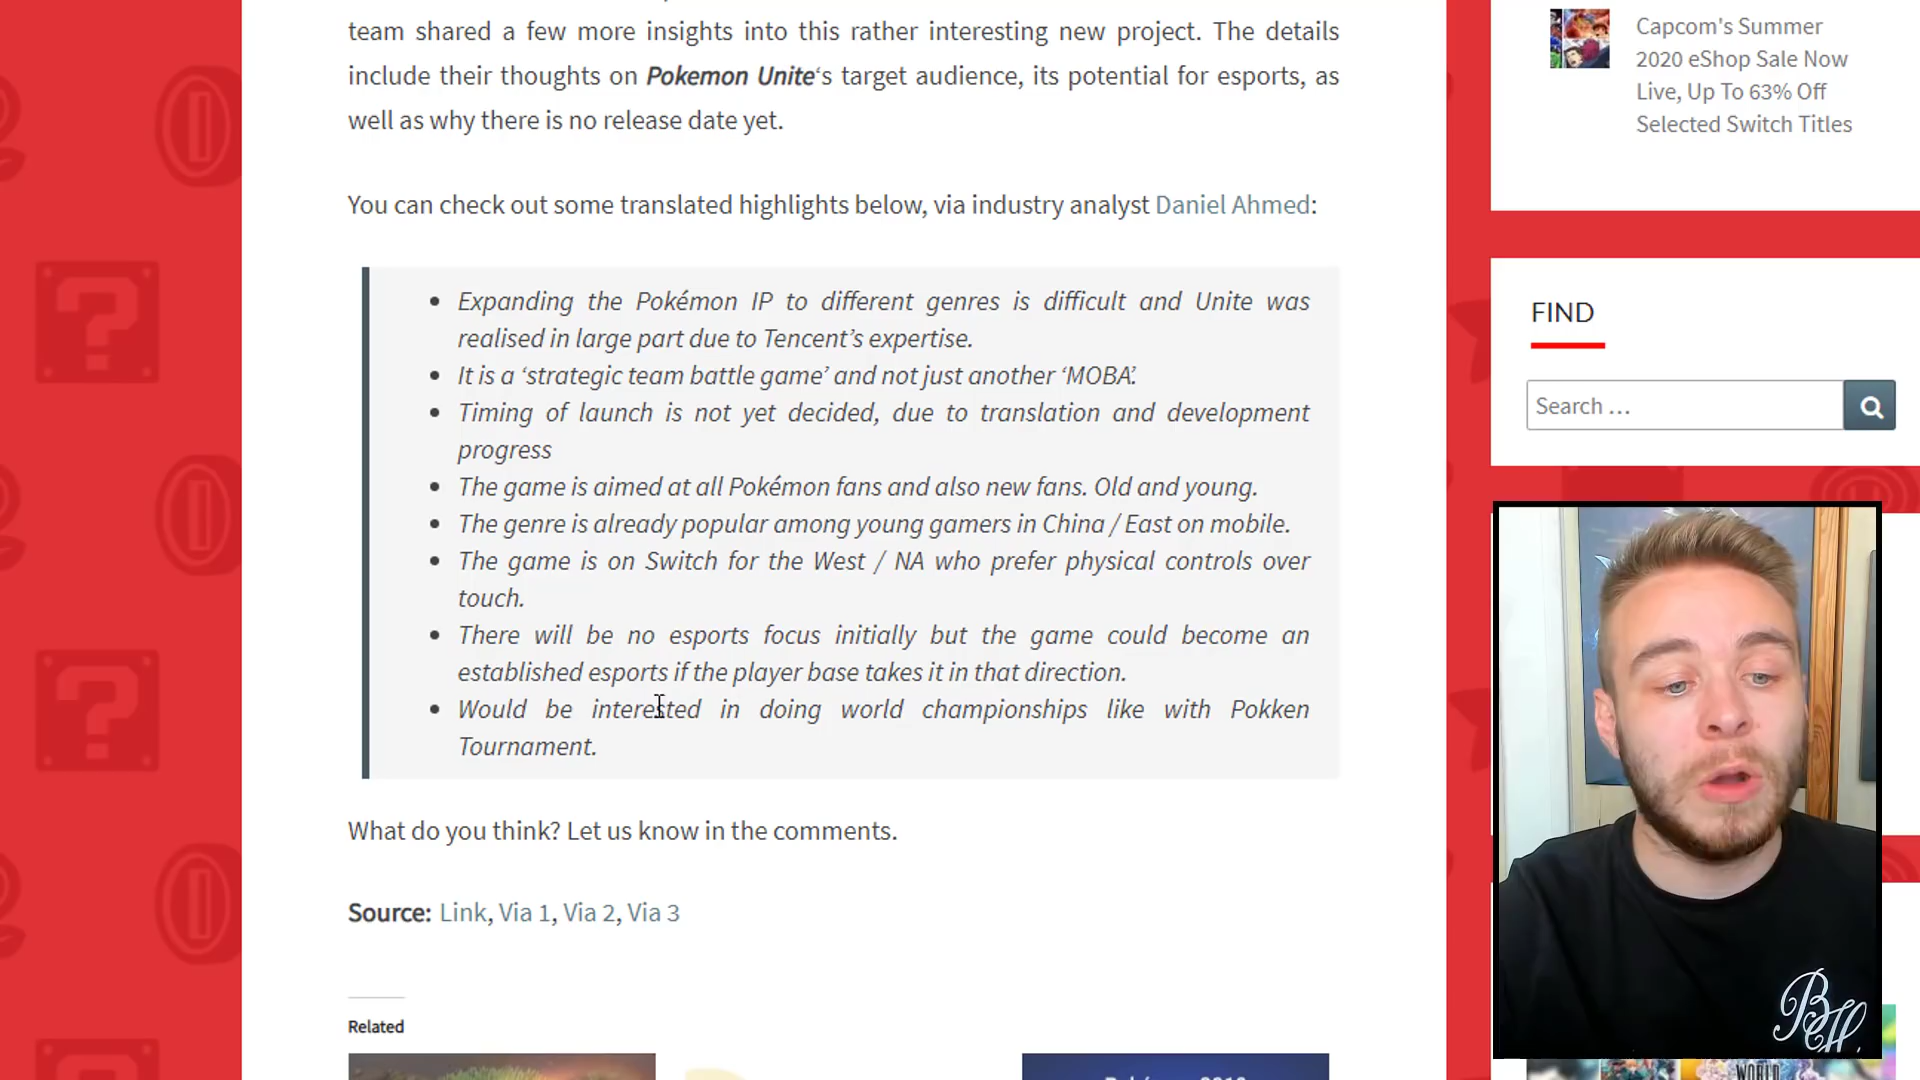 team shared a few more insights into this rather interesting new project. The details
include their thoughts on Pokemon Unite‘s target audience, its potential for esports, as
well as why there is no release date yet.
You can check out some translated highlights below, via industry analyst Daniel Ahmed:
• Expanding the Pokémon IP to different genres is difficult and Unite was
realised in large part due to Tencent’s expertise.
• It is a ‘strategic team battle game’ and not just another ‘MOBA’.
• Timing of launch is not yet decided, due to translation and development
progress
• The game is aimed at all Pokémon fans and also new fans. Old and young.
• The genre is already popular among young gamers in China / East on mobile.
• The game is on Switch for the West / NA who prefer physical controls over
touch.
• There will be no esports focus initially but the game could become an
established esports if the player base takes it in that direction.
• Would be interested in doing world championships like with Pokken
Tournament.
What do you think? Let us know in the comments.
Source: Link, Via 1, Via 2, Via 3
Related
Capcom's Summer
2020 eShop Sale Now
Live, Up To 63% Off
Selected Switch Titles
FIND
Search …
BH
WORLD